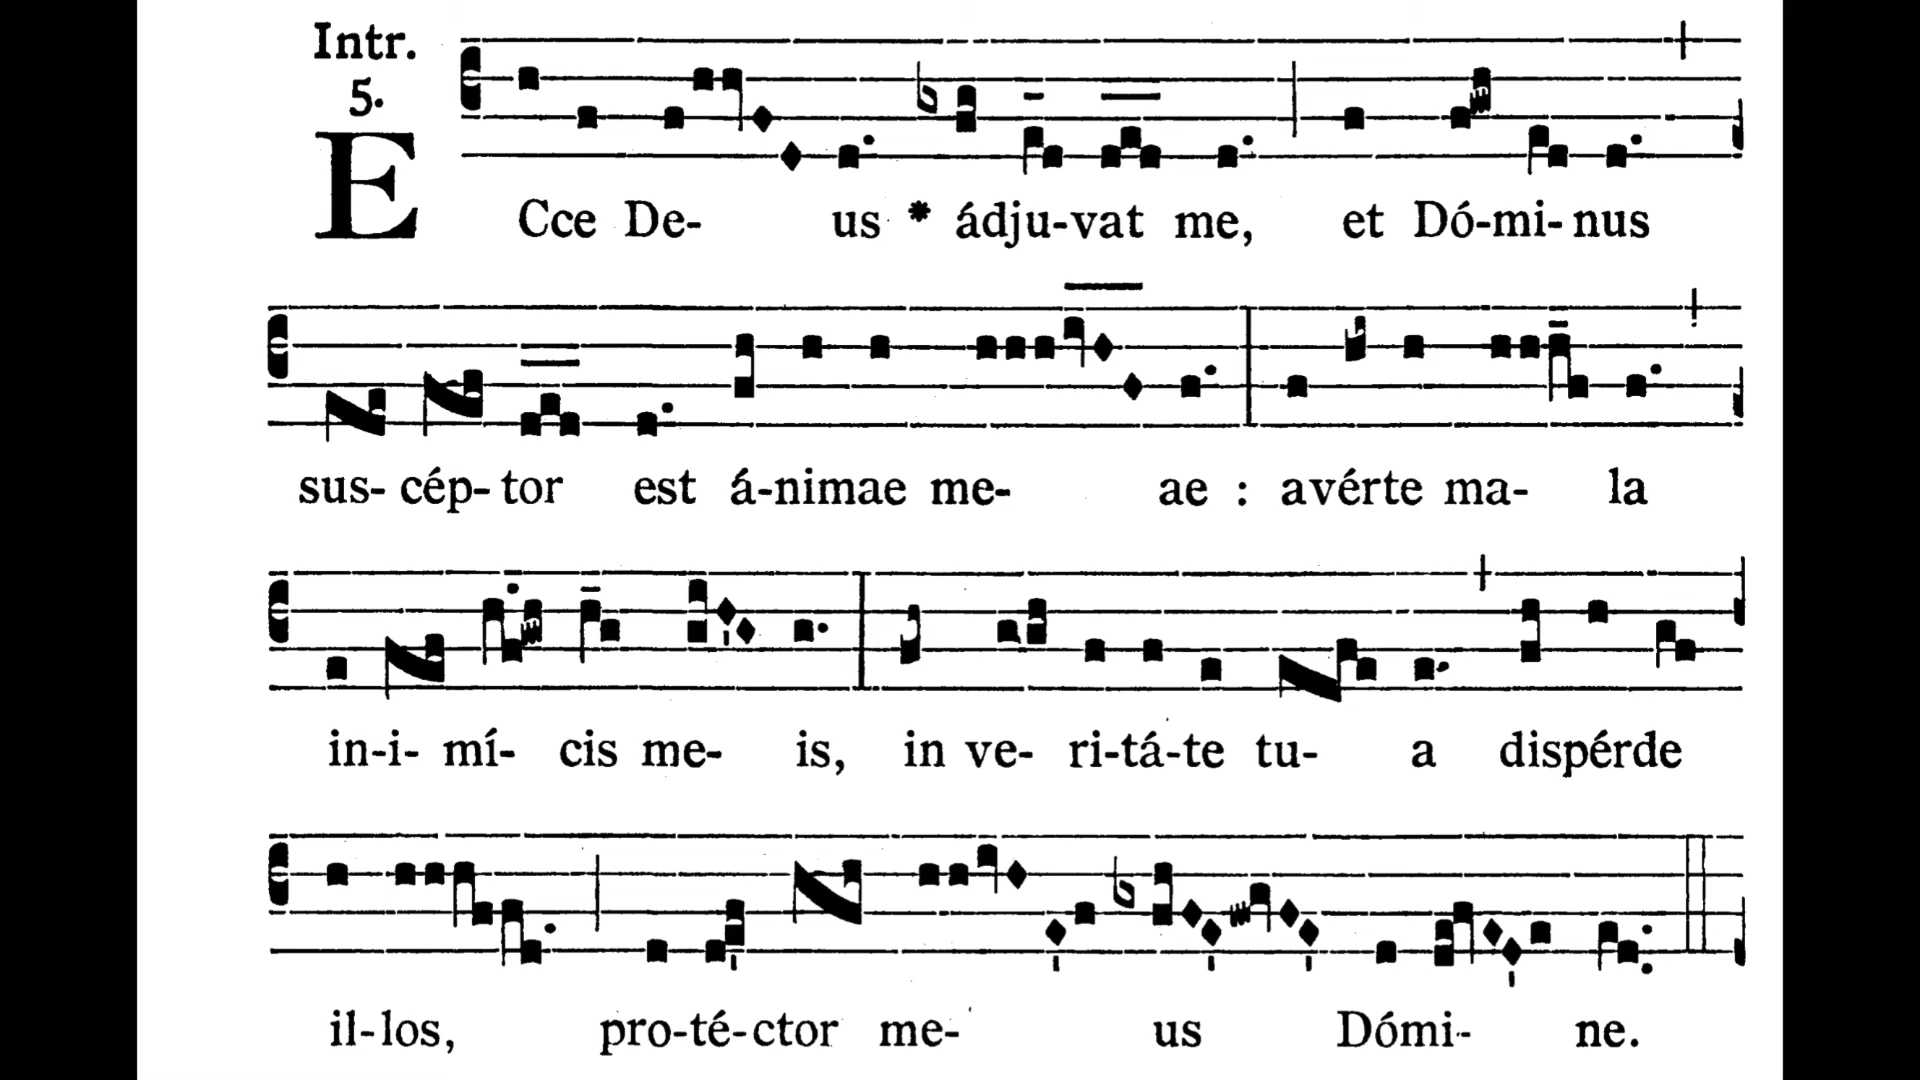 Intr.
5.
ECce De- us * ádju-vat me, et Dó-mi-nus
sus-cép-tor est á-nimae me- ae : avérte ma- la
in-i- mí- cis me- is, in ve- ri-tá-te tu- a dispérde
il-los, pro-té-ctor me- us Dómi- ne.